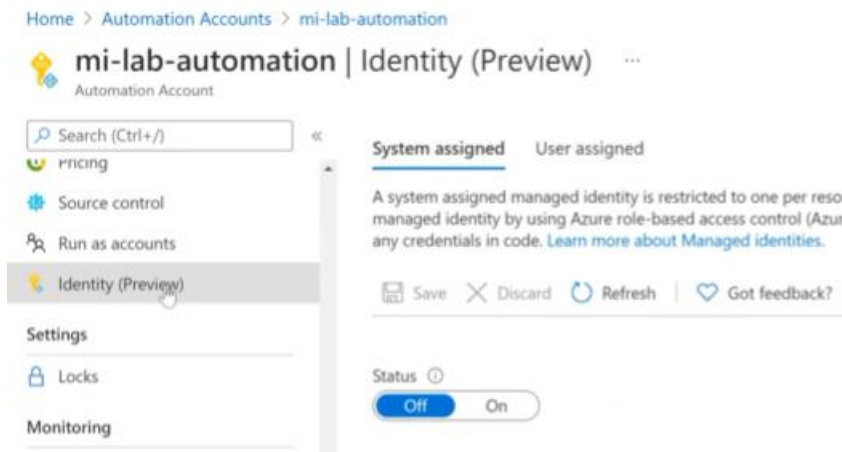 Home > Automation Accounts > mi-lab-automation
mi-lab-automation | Identity (Preview) ...
Automation Account
Search (Ctrl+/)
«
Pricing
Source control
Run as accounts
Identity (Preview)
Settings
Locks
Monitoring
System assigned User assigned
A system assigned managed identity is restricted to one per reso
managed identity by using Azure role-based access control (Azur
any credentials in code. Learn more about Managed identities.
Save Discard Refresh Got feedback?
Status
Off On